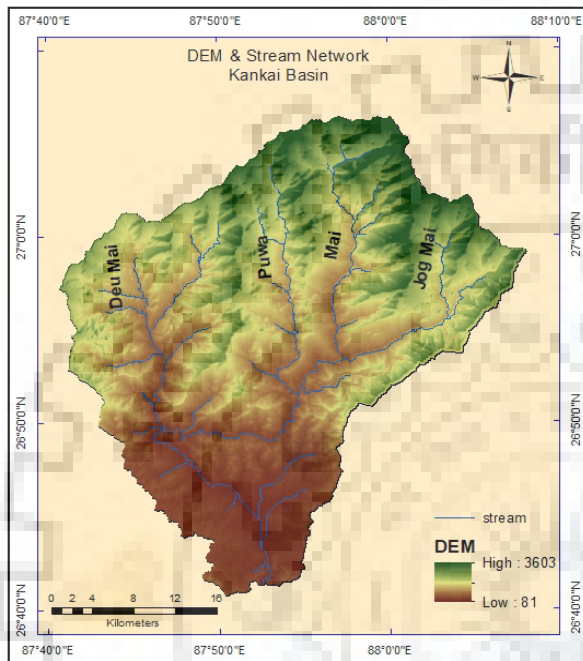 87°40'0"E 87°50'0"E 88°0'0"E 88°10'0"E
DEM & Stream Network
Kankai Basin
N
W E
S
27°0'0"N 27°0'0"N
Deu Mai
Puwa
Mai
Jog Mai
26°50'0"N 26°50'0"N
stream
DEM
High : 3603
Low : 81
0 2 4 8 12 16
Kilometers
26°40'0"N 26°40'0"N
87°40'0"E 87°50'0"E 88°0'0"E